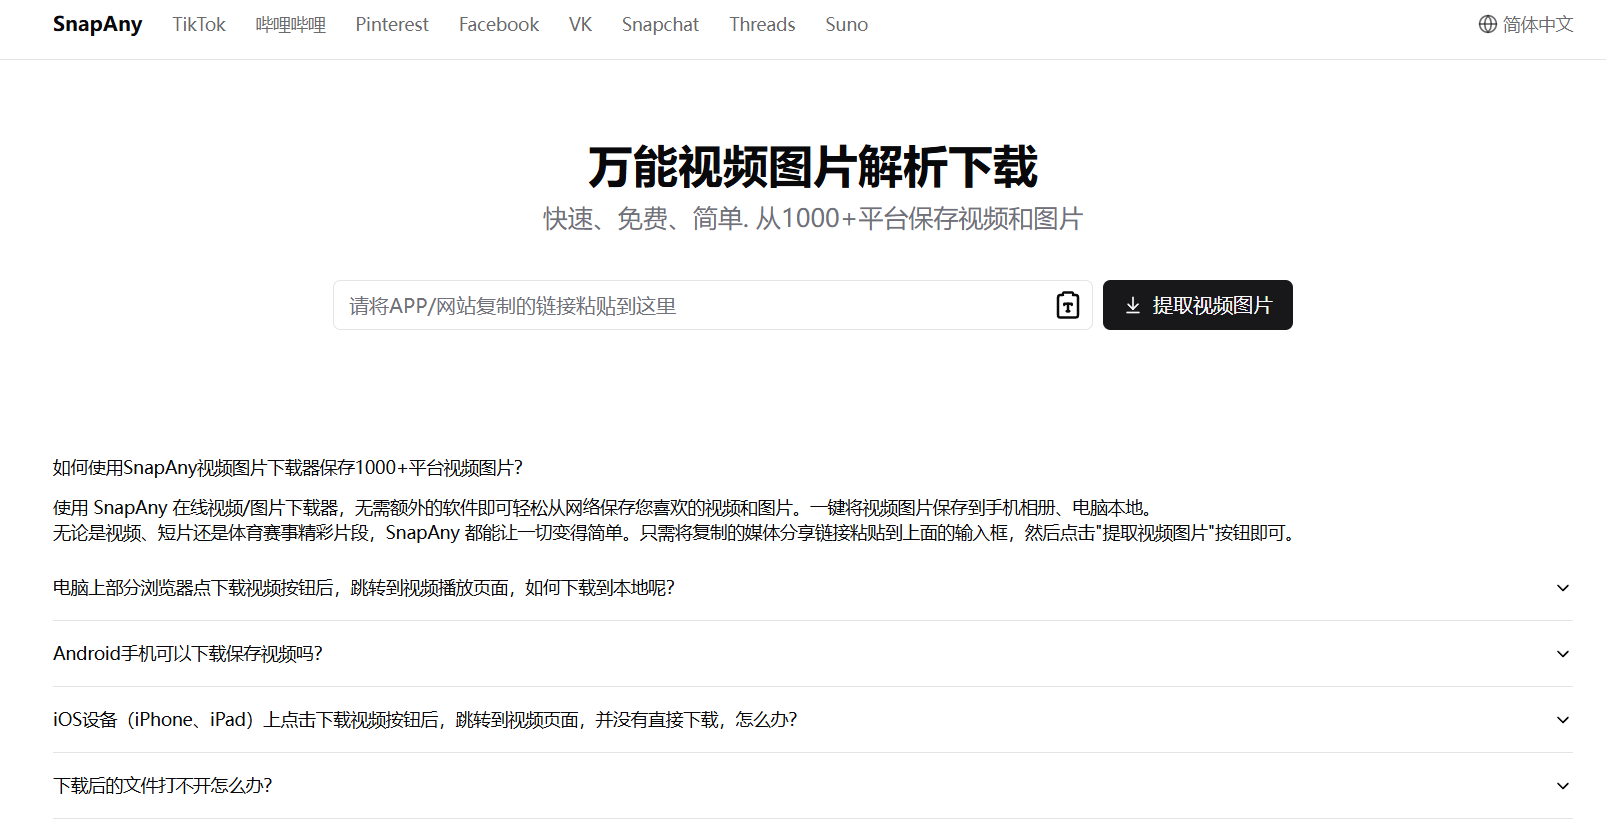 SnapAny TikTok 哔哩哔哩 Pinterest Facebook VK Snapchat Threads Suno 简体中文
万能视频图片解析下载
快速、免费、简单. 从1000+平台保存视频和图片
请将APP/网站复制的链接粘贴到这里 提取视频图片
如何使用SnapAny视频图片下载器保存1000+平台视频图片?
使用 SnapAny 在线视频/图片下载器，无需额外的软件即可轻松从网络保存您喜欢的视频和图片。一键将视频图片保存到手机相册、电脑本地。
无论是视频、短片还是体育赛事精彩片段，SnapAny 都能让一切变得简单。只需将复制的媒体分享链接粘贴到上面的输入框，然后点击"提取视频图片"按钮即可。
电脑上部分浏览器点下载视频按钮后，跳转到视频播放页面，如何下载到本地呢?
Android手机可以下载保存视频吗?
iOS设备（iPhone、iPad）上点击下载视频按钮后，跳转到视频页面，并没有直接下载，怎么办?
下载后的文件打不开怎么办?